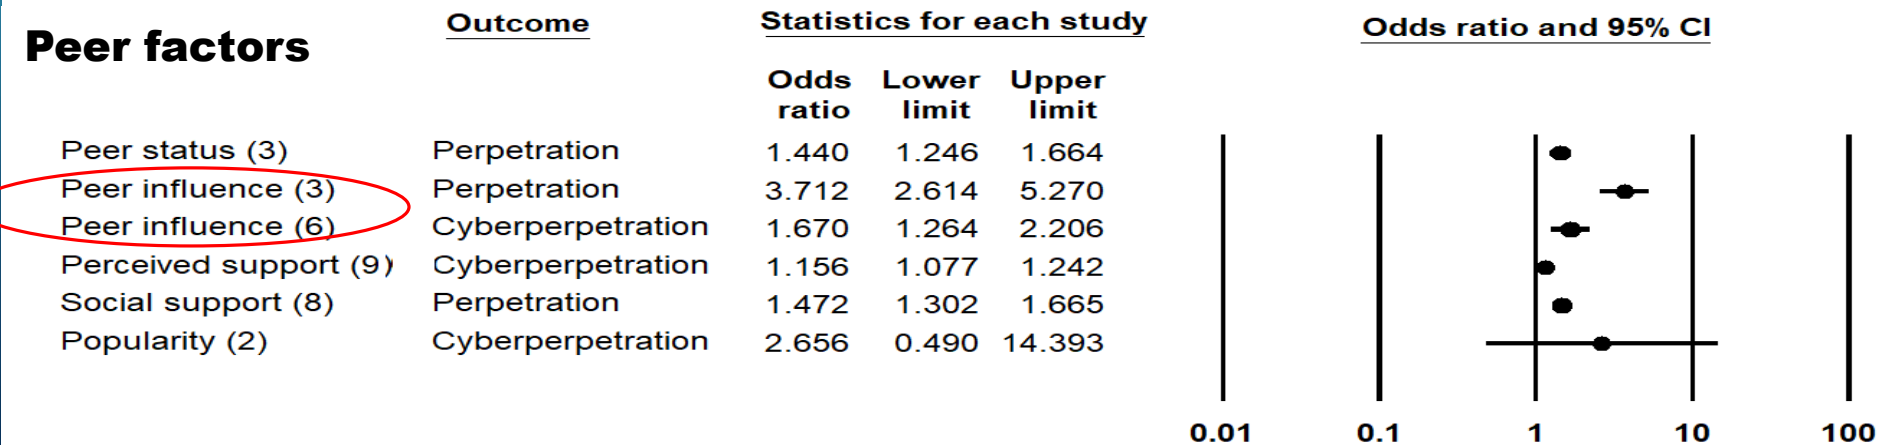 Peer factors
Outcome
Statistics for each study
Odds ratio and 95% CI
Odds ratio
Lower limit
Upper limit
Peer status (3) Perpetration 1.440 1.246 1.664
Peer influence (3) Perpetration 3.712 2.614 5.270
Peer influence (6) Cyberperpetration 1.670 1.264 2.206
Perceived support (9) Cyberperpetration 1.156 1.077 1.242
Social support (8) Perpetration 1.472 1.302 1.665
Popularity (2) Cyberperpetration 2.656 0.490 14.393
0.01 0.1 1 10 100